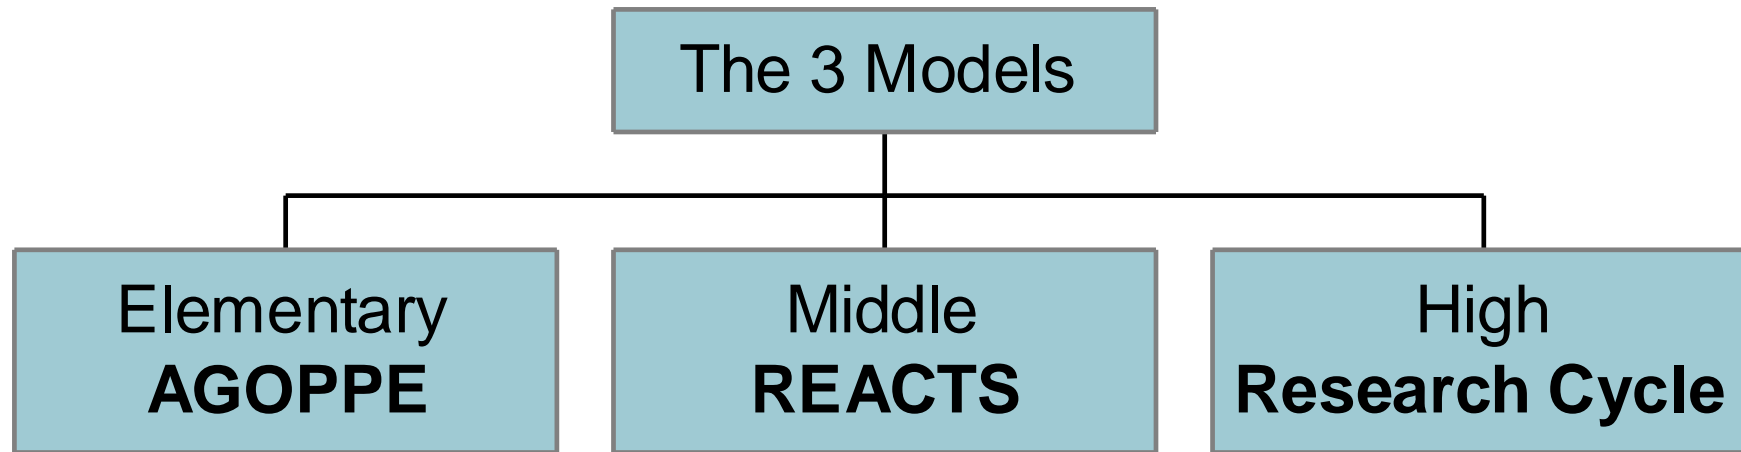 The 3 Models
Elementary
AGOPPE
Middle
REACTS
High
Research Cycle